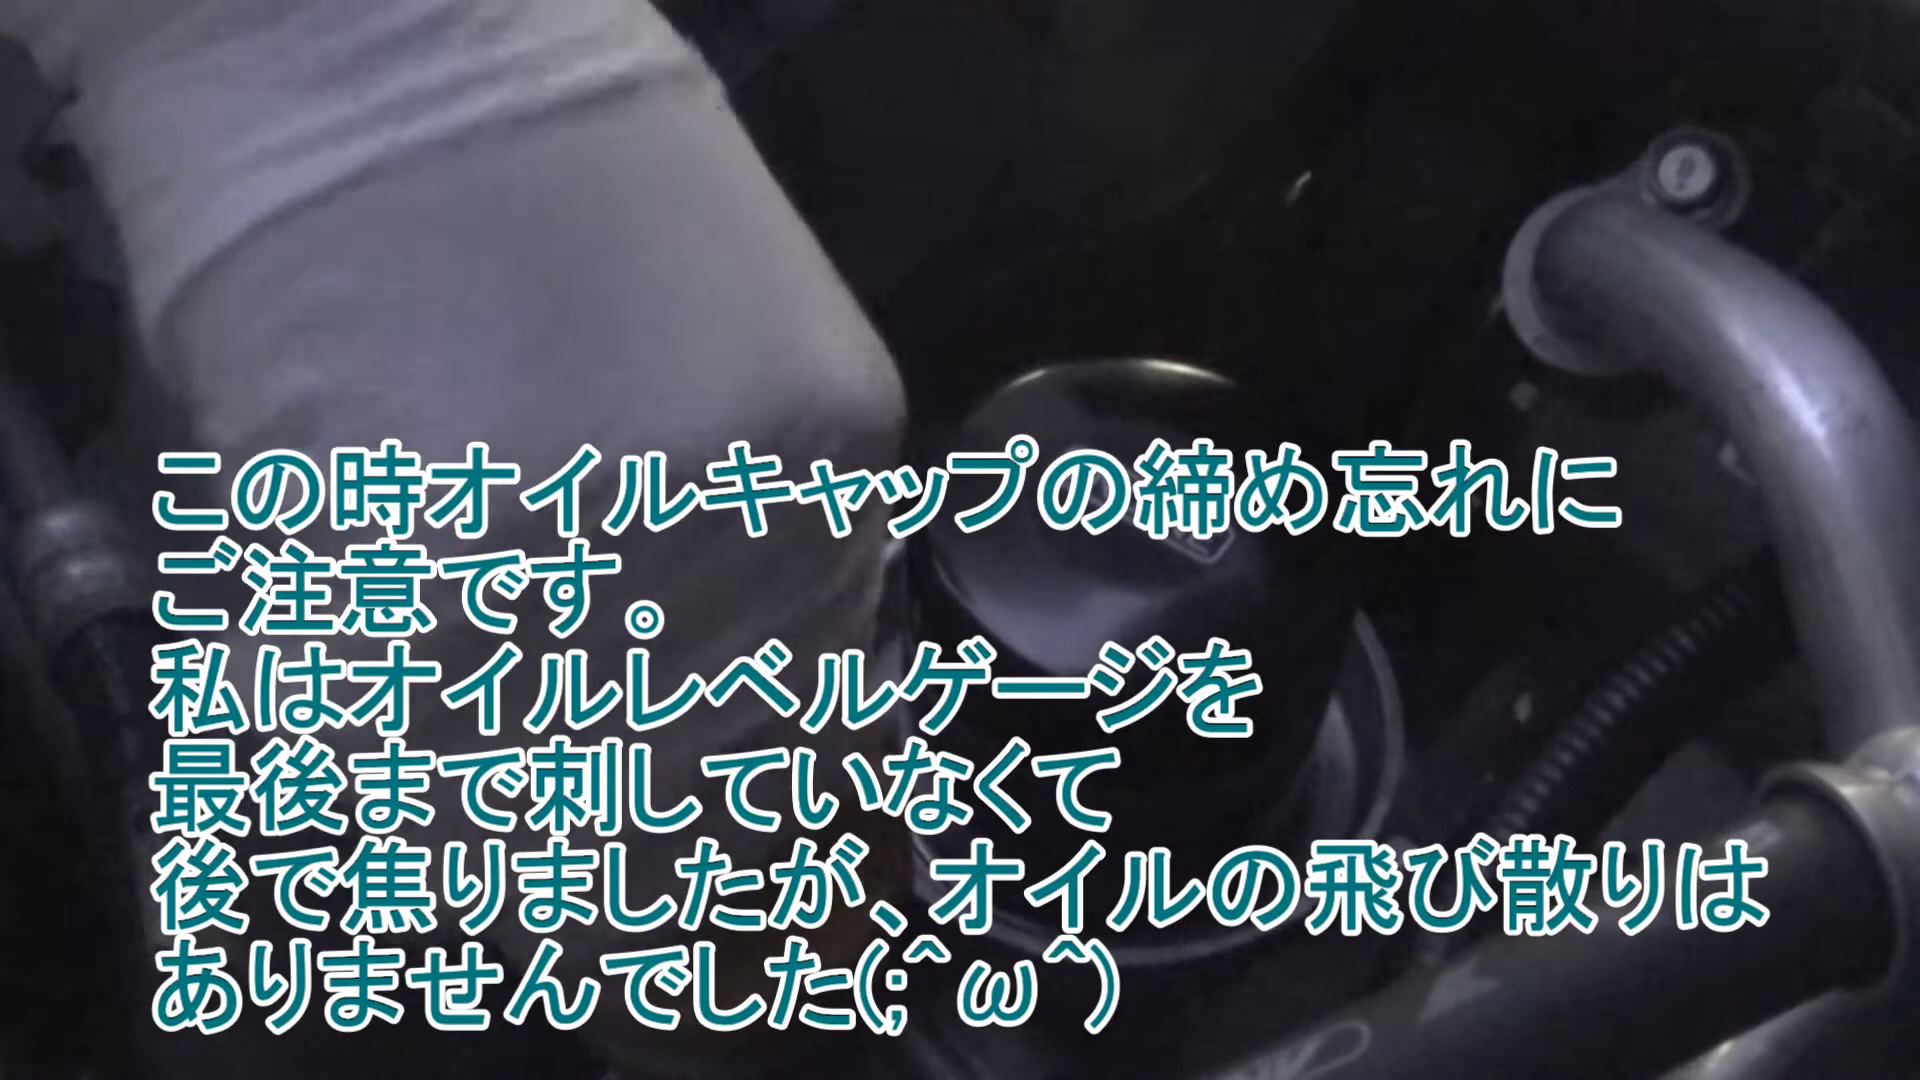 この時オイルキャップの締め忘れに
ご注意です。
私はオイルレベルゲージを
最後まで刺していなくて
後で焦りましたが、オイルの飛び散りは
ありませんでした(;^ω^)